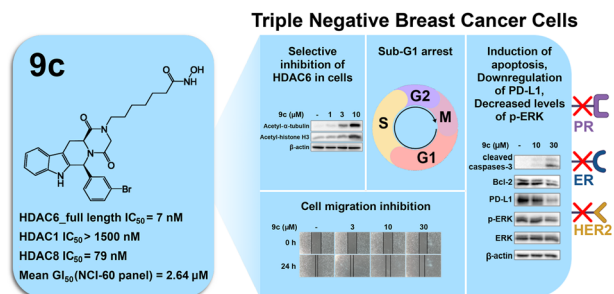 Triple Negative Breast Cancer Cells
9c
O
OH
N
H
O
N
N
O
N
H
Br
HDAC6_full length IC50 = 7 nM
HDAC1 IC50 > 1500 nM
HDAC8 IC50 = 79 nM
Mean GI50(NCI-60 panel) = 2.64 µM
Selective
inhibition of
HDAC6 in cells
9c (µM) - 1 3 10
Acetyl-α-tubulin
Acetyl-histone H3
β-actin
Sub-G1 arrest
G2
S
M
G1
Cell migration inhibition
9c (µM) - 3 10 30
0 h
24 h
Induction of
apoptosis,
Downregulation
of PD-L1,
Decreased levels
of p-ERK
9c (µM) - 10 30
cleaved
caspases-3
Bcl-2
PD-L1
p-ERK
ERK
β-actin
PR
ER
HER2